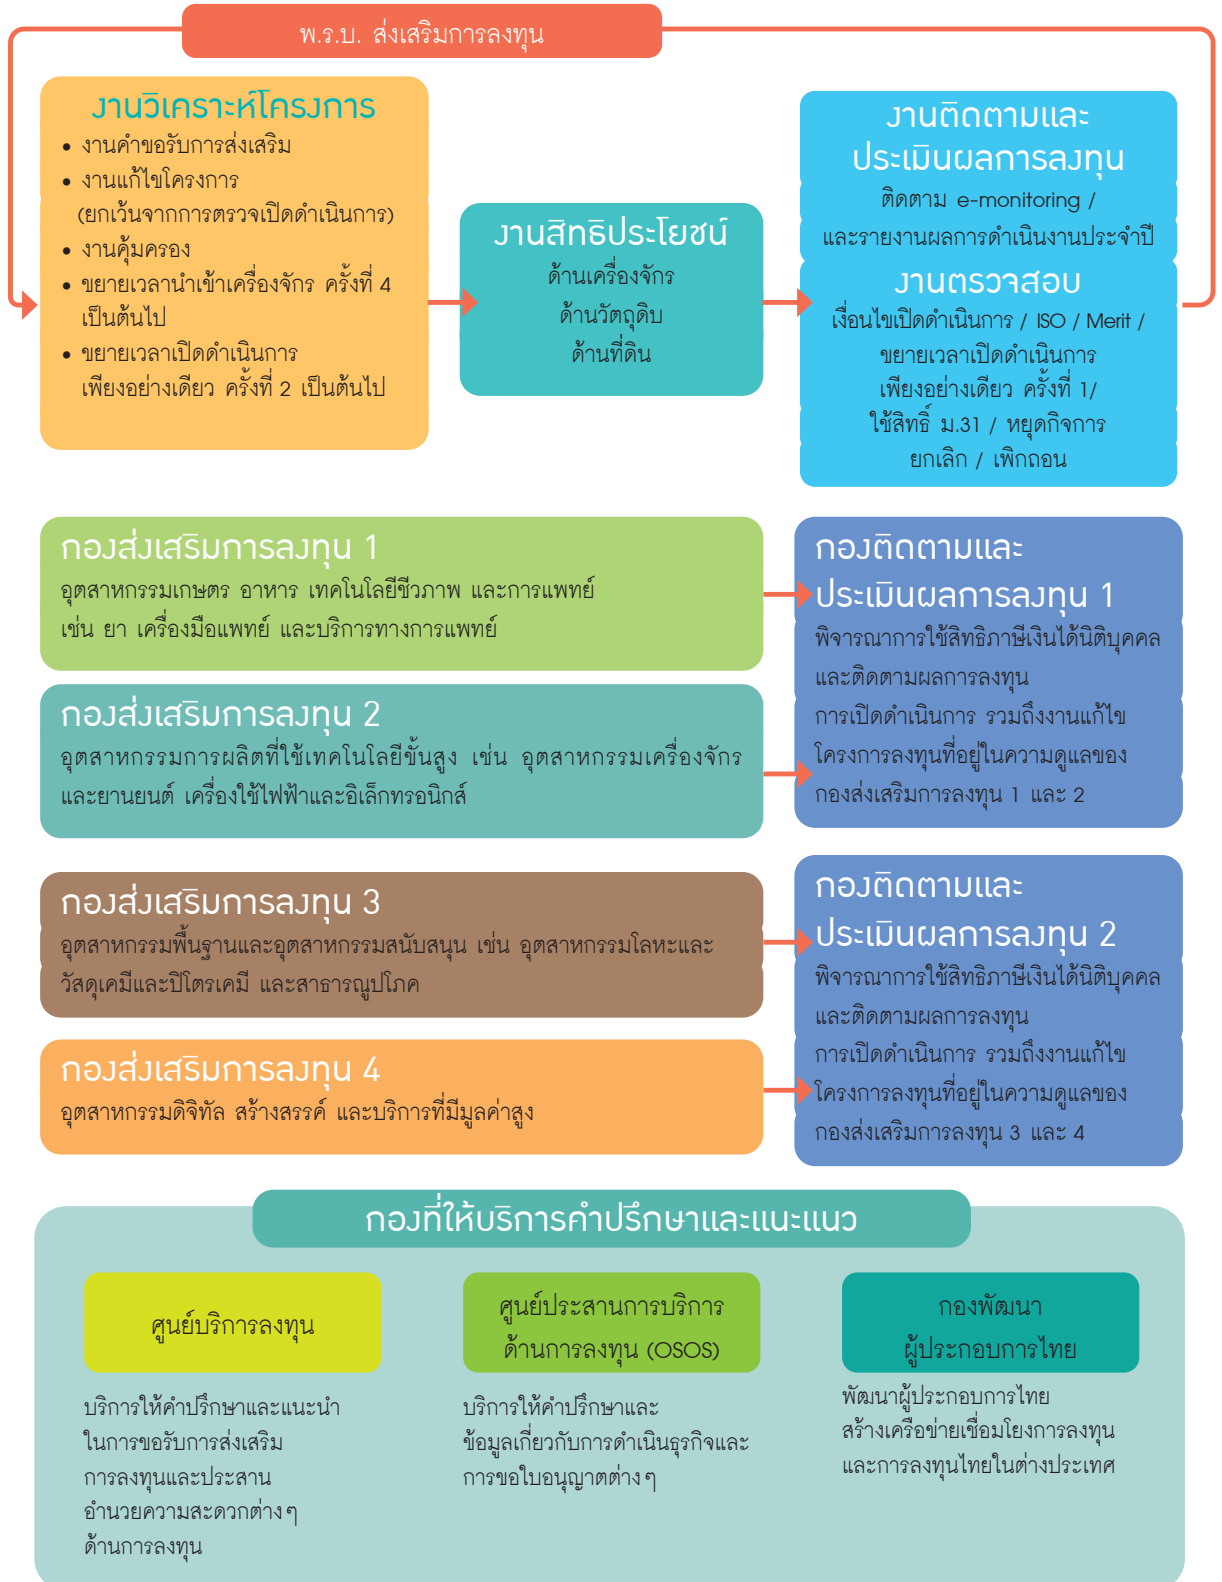 พ.ร.บ. ส่งเสริมการลงทุน
งานวิเคราะห์โครงการ
• งานคำขอรับการส่งเสริม
• งานแก้ไขโครงการ
(ยกเว้นจากการตรวจเปิดดำเนินการ)
• งานคุ้มครอง
• ขยายเวลานำเข้าเครื่องจักร ครั้งที่ 4
เป็นต้นไป
• ขยายเวลาเปิดดำเนินการ
เพียงอย่างเดียว ครั้งที่ 2 เป็นต้นไป
งานสิทธิประโยชน์
ด้านเครื่องจักร
ด้านวัตถุดิบ
ด้านที่ดิน
งานติดตามและ
ประเมินผลการลงทุน
ติดตาม e-monitoring /
และรายงานผลการดำเนินงานประจำปี
งานตรวจสอบ
เงื่อนไขเปิดดำเนินการ / ISO / Merit /
ขยายเวลาเปิดดำเนินการ
เพียงอย่างเดียว ครั้งที่ 1/
ใช้สิทธิ์ ม.31 / หยุดกิจการ
ยกเลิก / เพิกถอน
กองส่งเสริมการลงทุน 1
อุตสาหกรรมเกษตร อาหาร เทคโนโลยีชีวภาพ และการแพทย์
เช่น ยา เครื่องมือแพทย์ และบริการทางการแพทย์
กองส่งเสริมการลงทุน 2
อุตสาหกรรมการผลิตที่ใช้เทคโนโลยีขั้นสูง เช่น อุตสาหกรรมเครื่องจักร
และยานยนต์ เครื่องใช้ไฟฟ้าและอิเล็กทรอนิกส์
กองติดตามและ
ประเมินผลการลงทุน 1
พิจารณาการใช้สิทธิภาษีเงินได้นิติบุคคล
และติดตามผลการลงทุน
การเปิดดำเนินการ รวมถึงงานแก้ไข
โครงการลงทุนที่อยู่ในความดูแลของ
กองส่งเสริมการลงทุน 1 และ 2
กองส่งเสริมการลงทุน 3
อุตสาหกรรมพื้นฐานและอุตสาหกรรมสนับสนุน เช่น อุตสาหกรรมโลหะและ
วัสดุเคมีและปิโตรเคมี และสาธารณูปโภค
กองส่งเสริมการลงทุน 4
อุตสาหกรรมดิจิทัล สร้างสรรค์ และบริการที่มีมูลค่าสูง
กองติดตามและ
ประเมินผลการลงทุน 2
พิจารณาการใช้สิทธิภาษีเงินได้นิติบุคคล
และติดตามผลการลงทุน
การเปิดดำเนินการ รวมถึงงานแก้ไข
โครงการลงทุนที่อยู่ในความดูแลของ
กองส่งเสริมการลงทุน 3 และ 4
กองที่ให้บริการคำปรึกษาและแนะแนว
ศูนย์บริการลงทุน
บริการให้คำปรึกษาและแนะนำ
ในการขอรับการส่งเสริม
การลงทุนและประสาน
อำนวยความสะดวกต่าง ๆ
ด้านการลงทุน
ศูนย์ประสานการบริการ
ด้านการลงทุน (OSOS)
บริการให้คำปรึกษาและ
ข้อมูลเกี่ยวกับการดำเนินธุรกิจและ
การขอใบอนุญาตต่าง ๆ
กองพัฒนา
ผู้ประกอบการไทย
พัฒนาผู้ประกอบการไทย
สร้างเครือข่ายเชื่อมโยงการลงทุน
และการลงทุนไทยในต่างประเทศ